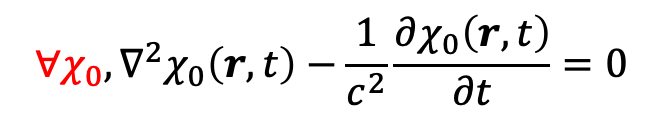 ∀χ₀, ∇²χ₀(𝒓, t) − (1/c²) (∂χ₀(𝒓, t)/∂t) = 0